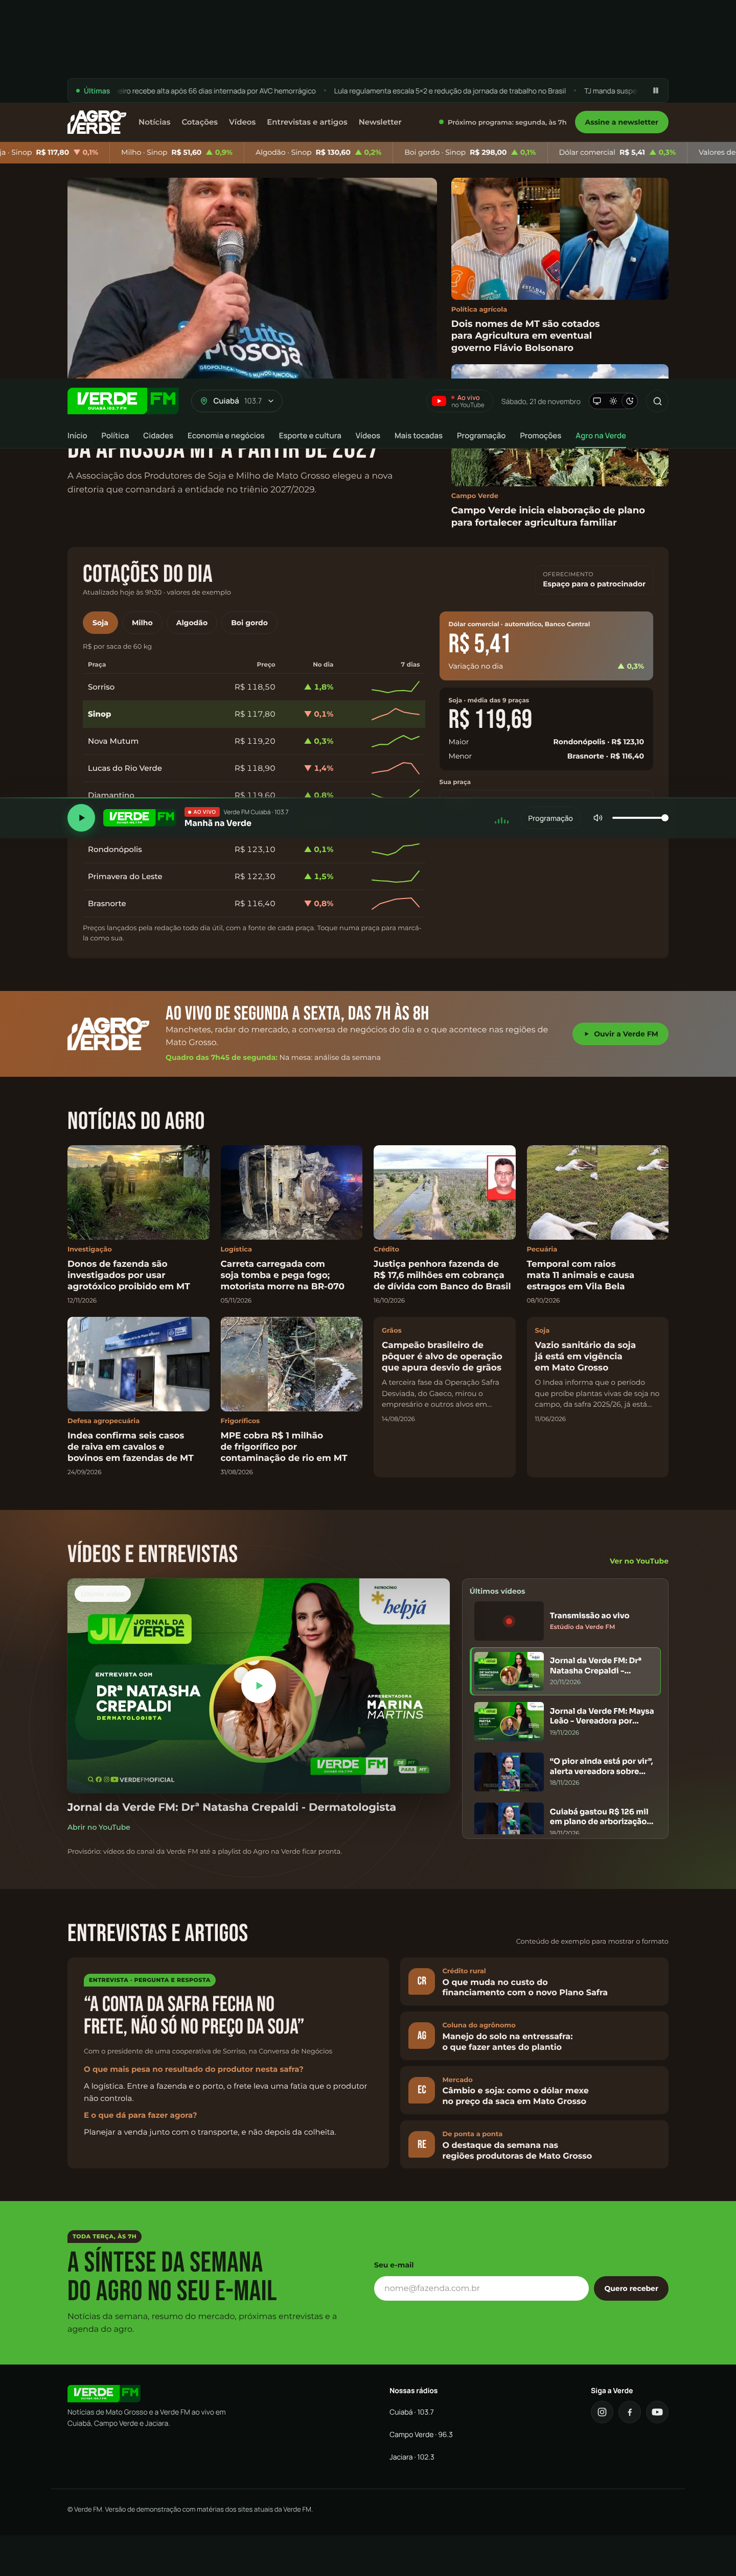 Últimas
eiro recebe alta após 66 dias internada por AVC hemorrágico
Lula regulamenta escala 5×2 e redução da jornada de trabalho no Brasil
TJ manda suspe
AGRO VERDE
Notícias
Cotações
Vídeos
Entrevistas e artigos
Newsletter
Próximo programa: segunda, às 7h
Assine a newsletter
ja · Sinop R$ 117,80 ▼ 0,1%
Milho · Sinop R$ 51,60 ▲ 0,9%
Algodão · Sinop R$ 130,60 ▲ 0,2%
Boi gordo · Sinop R$ 298,00 ▲ 0,1%
Dólar comercial R$ 5,41 ▲ 0,3%
Valores de
Política agrícola
Dois nomes de MT são cotados
para Agricultura em eventual
governo Flávio Bolsonaro
VERDE FM
CUIABÁ 103.7 FM
Cuiabá 103.7
Ao vivo
no YouTube
Sábado, 21 de novembro
Início
Política
Cidades
Economia e negócios
Esporte e cultura
Vídeos
Mais tocadas
Programação
Promoções
Agro na Verde
DA APROSOJA MT A PARTIR DE 2027
A Associação dos Produtores de Soja e Milho de Mato Grosso elegeu a nova
diretoria que comandará a entidade no triênio 2027/2029.
Campo Verde
Campo Verde inicia elaboração de plano
para fortalecer agricultura familiar
COTAÇÕES DO DIA
Atualizado hoje às 9h30 · valores de exemplo
OFERECIMENTO
Espaço para o patrocinador
Soja
Milho
Algodão
Boi gordo
R$ por saca de 60 kg
Praça Preço No dia 7 dias
Sorriso R$ 118,50 ▲ 1,8%
Sinop R$ 117,80 ▼ 0,1%
Nova Mutum R$ 119,20 ▲ 0,3%
Lucas do Rio Verde R$ 118,90 ▼ 1,4%
Diamantino R$ 119,60 ▲ 0,8%
Dólar comercial · automático, Banco Central
R$ 5,41
Variação no dia ▲ 0,3%
Soja · média das 9 praças
R$ 119,69
Maior Rondonópolis · R$ 123,10
Menor Brasnorte · R$ 116,40
Sua praça
VERDE FM
AO VIVO Verde FM Cuiabá · 103.7
Manhã na Verde
Programação
Rondonópolis R$ 123,10 ▲ 0,1%
Primavera do Leste R$ 122,30 ▲ 1,5%
Brasnorte R$ 116,40 ▼ 0,8%
Preços lançados pela redação todo dia útil, com a fonte de cada praça. Toque numa praça para marcá-
la como sua.
AGRO VERDE
AO VIVO DE SEGUNDA A SEXTA, DAS 7H ÀS 8H
Manchetes, radar do mercado, a conversa de negócios do dia e o que acontece nas regiões de
Mato Grosso.
Quadro das 7h45 de segunda: Na mesa: análise da semana
Ouvir a Verde FM
NOTÍCIAS DO AGRO
Investigação
Donos de fazenda são
investigados por usar
agrotóxico proibido em MT
12/11/2026
Logística
Carreta carregada com
soja tomba e pega fogo;
motorista morre na BR-070
05/11/2026
Crédito
Justiça penhora fazenda de
R$ 17,6 milhões em cobrança
de dívida com Banco do Brasil
16/10/2026
Pecuária
Temporal com raios
mata 11 animais e causa
estragos em Vila Bela
08/10/2026
Defesa agropecuária
Indea confirma seis casos
de raiva em cavalos e
bovinos em fazendas de MT
24/09/2026
Frigoríficos
MPE cobra R$ 1 milhão
de frigorífico por
contaminação de rio em MT
31/08/2026
Grãos
Campeão brasileiro de
pôquer é alvo de operação
que apura desvio de grãos
A terceira fase da Operação Safra
Desviada, do Gaeco, mirou o
empresário e outros alvos em…
14/08/2026
Soja
Vazio sanitário da soja
já está em vigência
em Mato Grosso
O Indea informa que o período
que proíbe plantas vivas de soja no
campo, da safra 2025/26, já está…
11/06/2026
VÍDEOS E ENTREVISTAS
Ver no YouTube
JV JORNAL DA VERDE
PATROCÍNIO
helpjá
ENTREVISTA COM
DRª NATASHA
CREPALDI
DERMATOLOGISTA
APRESENTADORA
MARINA
MARTINS
VERDE FM
DE MT PARA MT
VERDEFMOFICIAL
Jornal da Verde FM: Drª Natasha Crepaldi - Dermatologista
Abrir no YouTube
Provisório: vídeos do canal da Verde FM até a playlist do Agro na Verde ficar pronta.
Últimos vídeos
Transmissão ao vivo
Estúdio da Verde FM
Jornal da Verde FM: Drª
Natasha Crepaldi -…
20/11/2026
Jornal da Verde FM: Maysa
Leão - Vereadora por…
19/11/2026
“O pior ainda está por vir”,
alerta vereadora sobre…
18/11/2026
Cuiabá gastou R$ 126 mil
em plano de arborização…
18/11/2026
ENTREVISTAS E ARTIGOS
Conteúdo de exemplo para mostrar o formato
ENTREVISTA · PERGUNTA E RESPOSTA
“A CONTA DA SAFRA FECHA NO
FRETE, NÃO SÓ NO PREÇO DA SOJA”
Com o presidente de uma cooperativa de Sorriso, na Conversa de Negócios
O que mais pesa no resultado do produtor nesta safra?
A logística. Entre a fazenda e o porto, o frete leva uma fatia que o produtor
não controla.
E o que dá para fazer agora?
Planejar a venda junto com o transporte, e não depois da colheita.
CR
Crédito rural
O que muda no custo do
financiamento com o novo Plano Safra
AG
Coluna do agrônomo
Manejo do solo na entressafra:
o que fazer antes do plantio
EC
Mercado
Câmbio e soja: como o dólar mexe
no preço da saca em Mato Grosso
RE
De ponta a ponta
O destaque da semana nas
regiões produtoras de Mato Grosso
TODA TERÇA, ÀS 7H
A SÍNTESE DA SEMANA
DO AGRO NO SEU E-MAIL
Notícias da semana, resumo do mercado, próximas entrevistas e a
agenda do agro.
Seu e-mail
nome@fazenda.com.br
Quero receber
VERDE FM
Notícias de Mato Grosso e a Verde FM ao vivo em
Cuiabá, Campo Verde e Jaciara.
Nossas rádios
Cuiabá · 103.7
Campo Verde · 96.3
Jaciara · 102.3
Siga a Verde
© Verde FM. Versão de demonstração com matérias dos sites atuais da Verde FM.